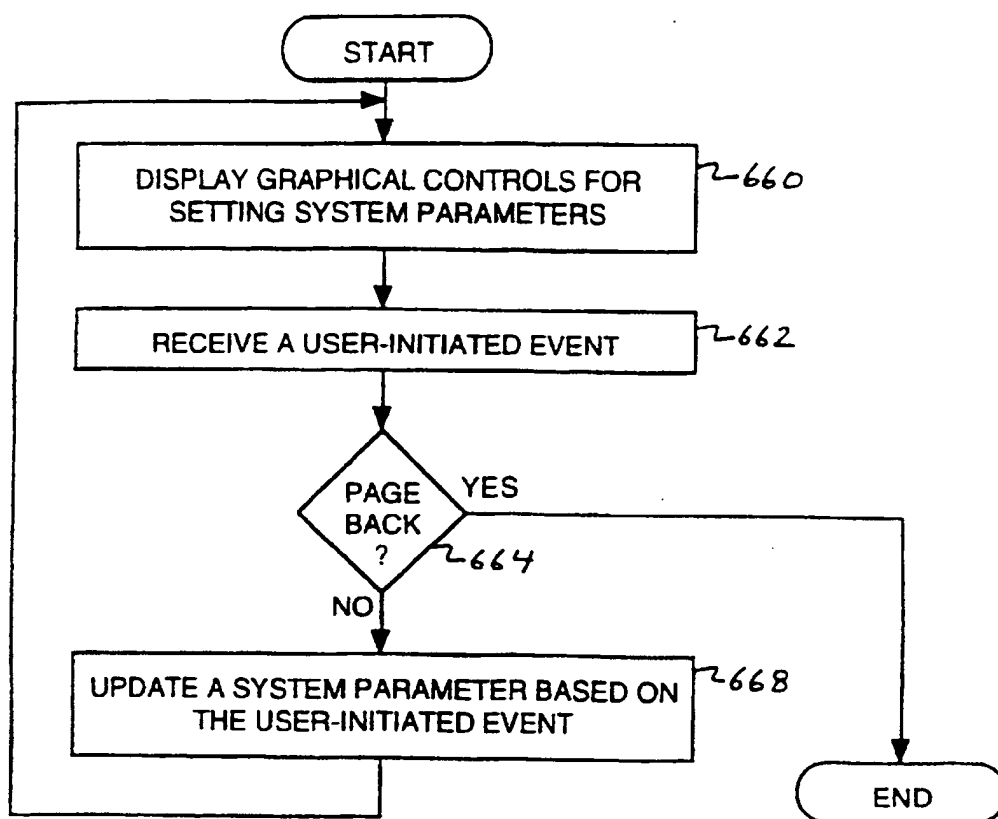 START
DISPLAY GRAPHICAL CONTROLS FOR
SETTING SYSTEM PARAMETERS
660
RECEIVE A USER-INITIATED EVENT
662
PAGE
BACK
?
YES
664
NO
UPDATE A SYSTEM PARAMETER BASED ON
THE USER-INITIATED EVENT
668
END